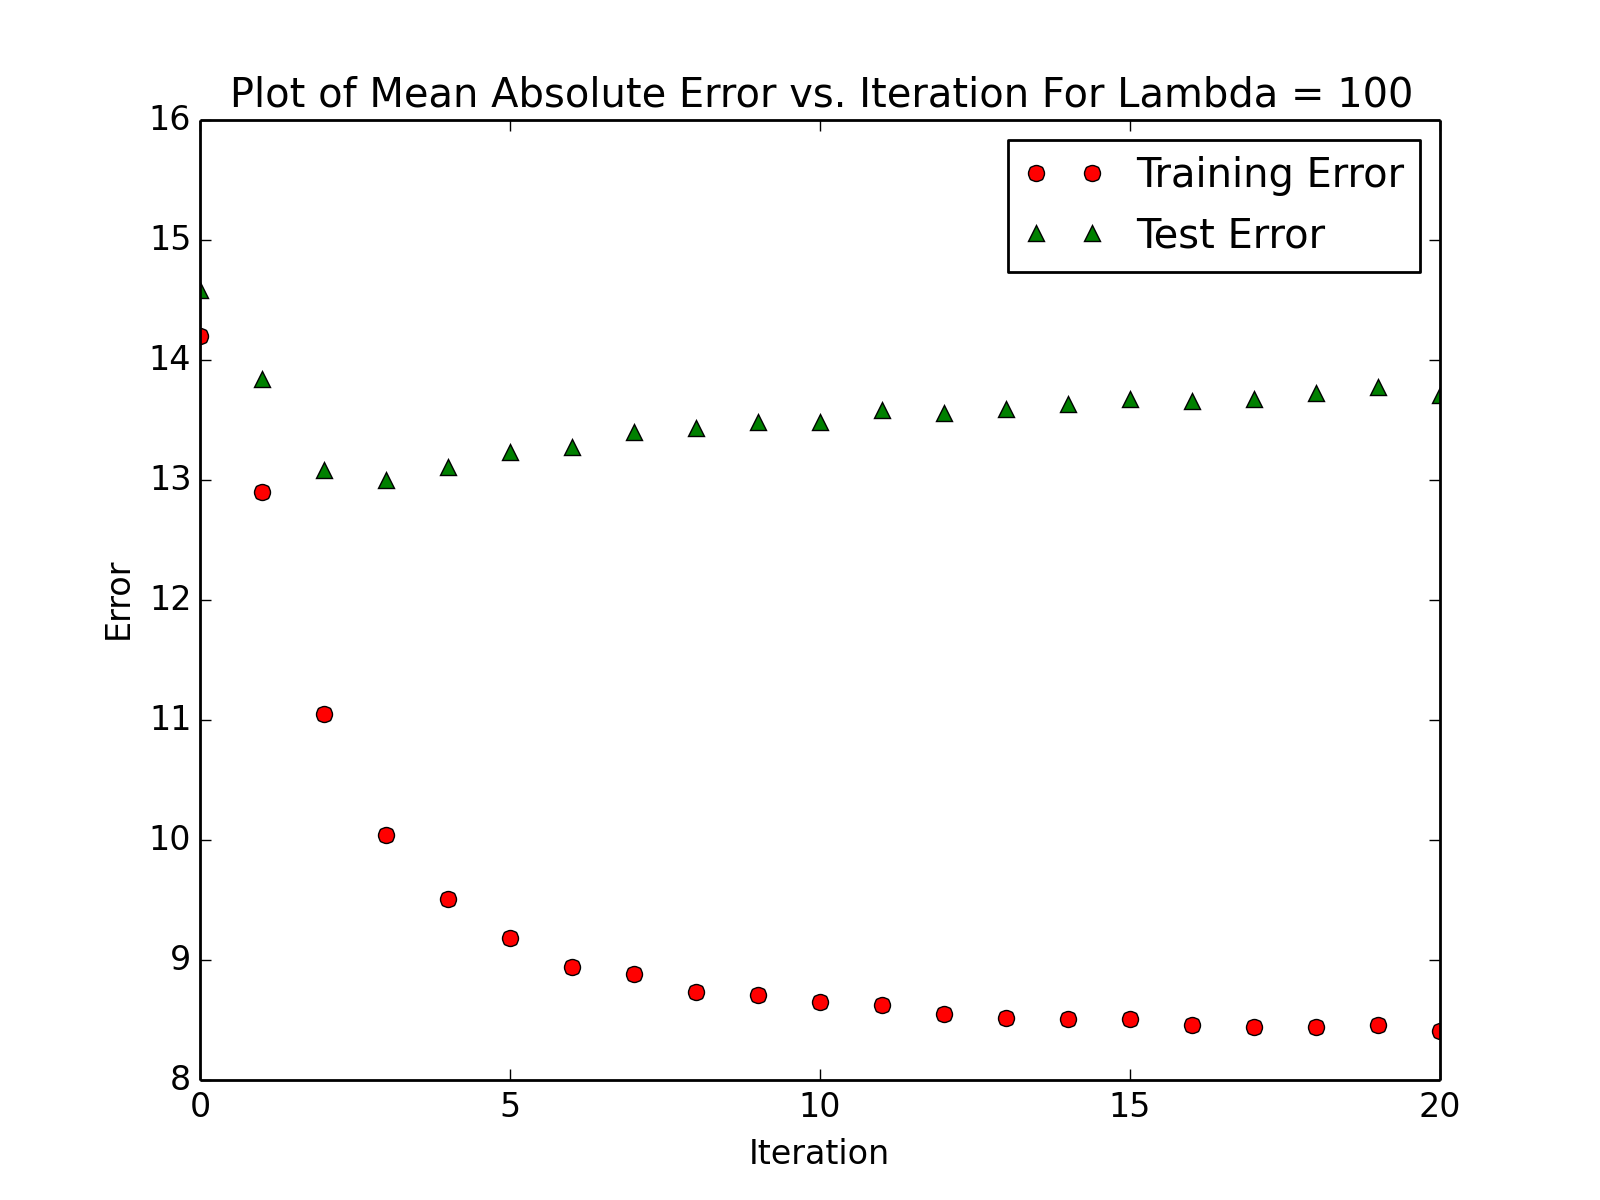 Plot of Mean Absolute Error vs. Iteration For Lambda = 100
16
15
14
13
12
11
10
9
8
Training Error
Test Error
Error
0 5 10 15 20
Iteration